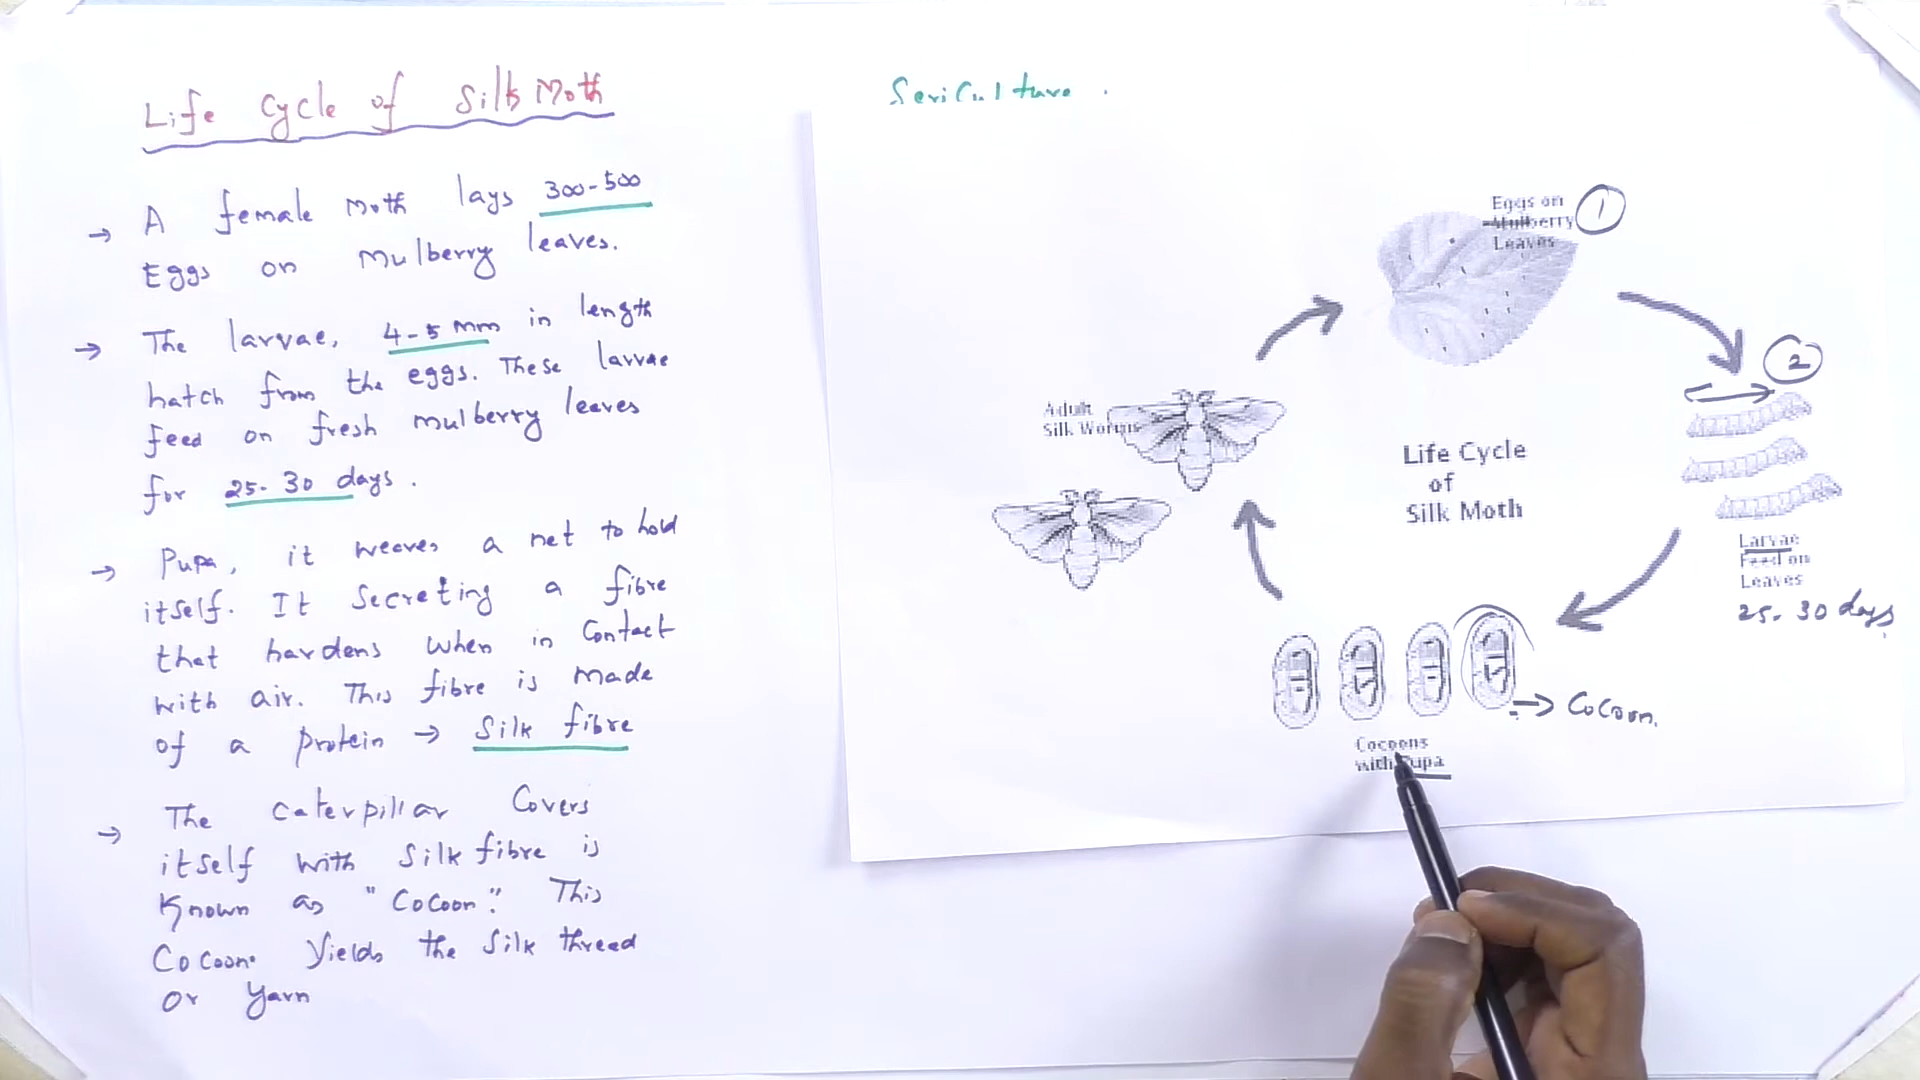 Life Cycle of Silk Moth
→ A female moth lays 300-500
Eggs on Mulberry leaves.
→ The larvae, 4-5 mm in length
hatch from the eggs. These larvae
feed on fresh mulberry leaves
for 25-30 days.
→ Pupa, it weaves a net to hold
itself. It Secreting a fibre
that hardens when in Contact
with air. This fibre is made
of a protein → Silk fibre
→ The Caterpillar Covers
itself with Silk fibre is
Known as "Cocoon". This
Cocoon yields the Silk thread
or Yarn
Sericulture.
Eggs on 1
Mulberry
Leaves
2
Adult
Silk Worms
Life Cycle
of
Silk Moth
Larvae
Feed on
Leaves
25-30 days.
→ Cocoon.
Cocoons
with Pupa